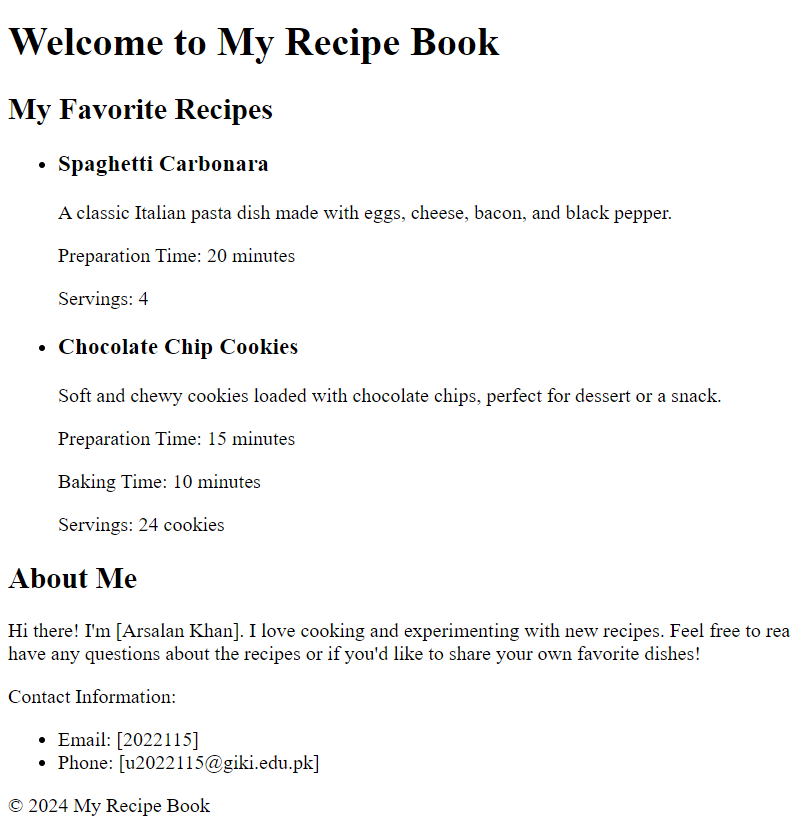 Welcome to My Recipe Book
My Favorite Recipes
Spaghetti Carbonara
A classic Italian pasta dish made with eggs, cheese, bacon, and black pepper.
Preparation Time: 20 minutes
Servings: 4
Chocolate Chip Cookies
Soft and chewy cookies loaded with chocolate chips, perfect for dessert or a snack.
Preparation Time: 15 minutes
Baking Time: 10 minutes
Servings: 24 cookies
About Me
Hi there! I'm [Arsalan Khan]. I love cooking and experimenting with new recipes. Feel free to rea
have any questions about the recipes or if you'd like to share your own favorite dishes!
Contact Information:
Email: [2022115]
Phone: [u2022115@giki.edu.pk]
© 2024 My Recipe Book